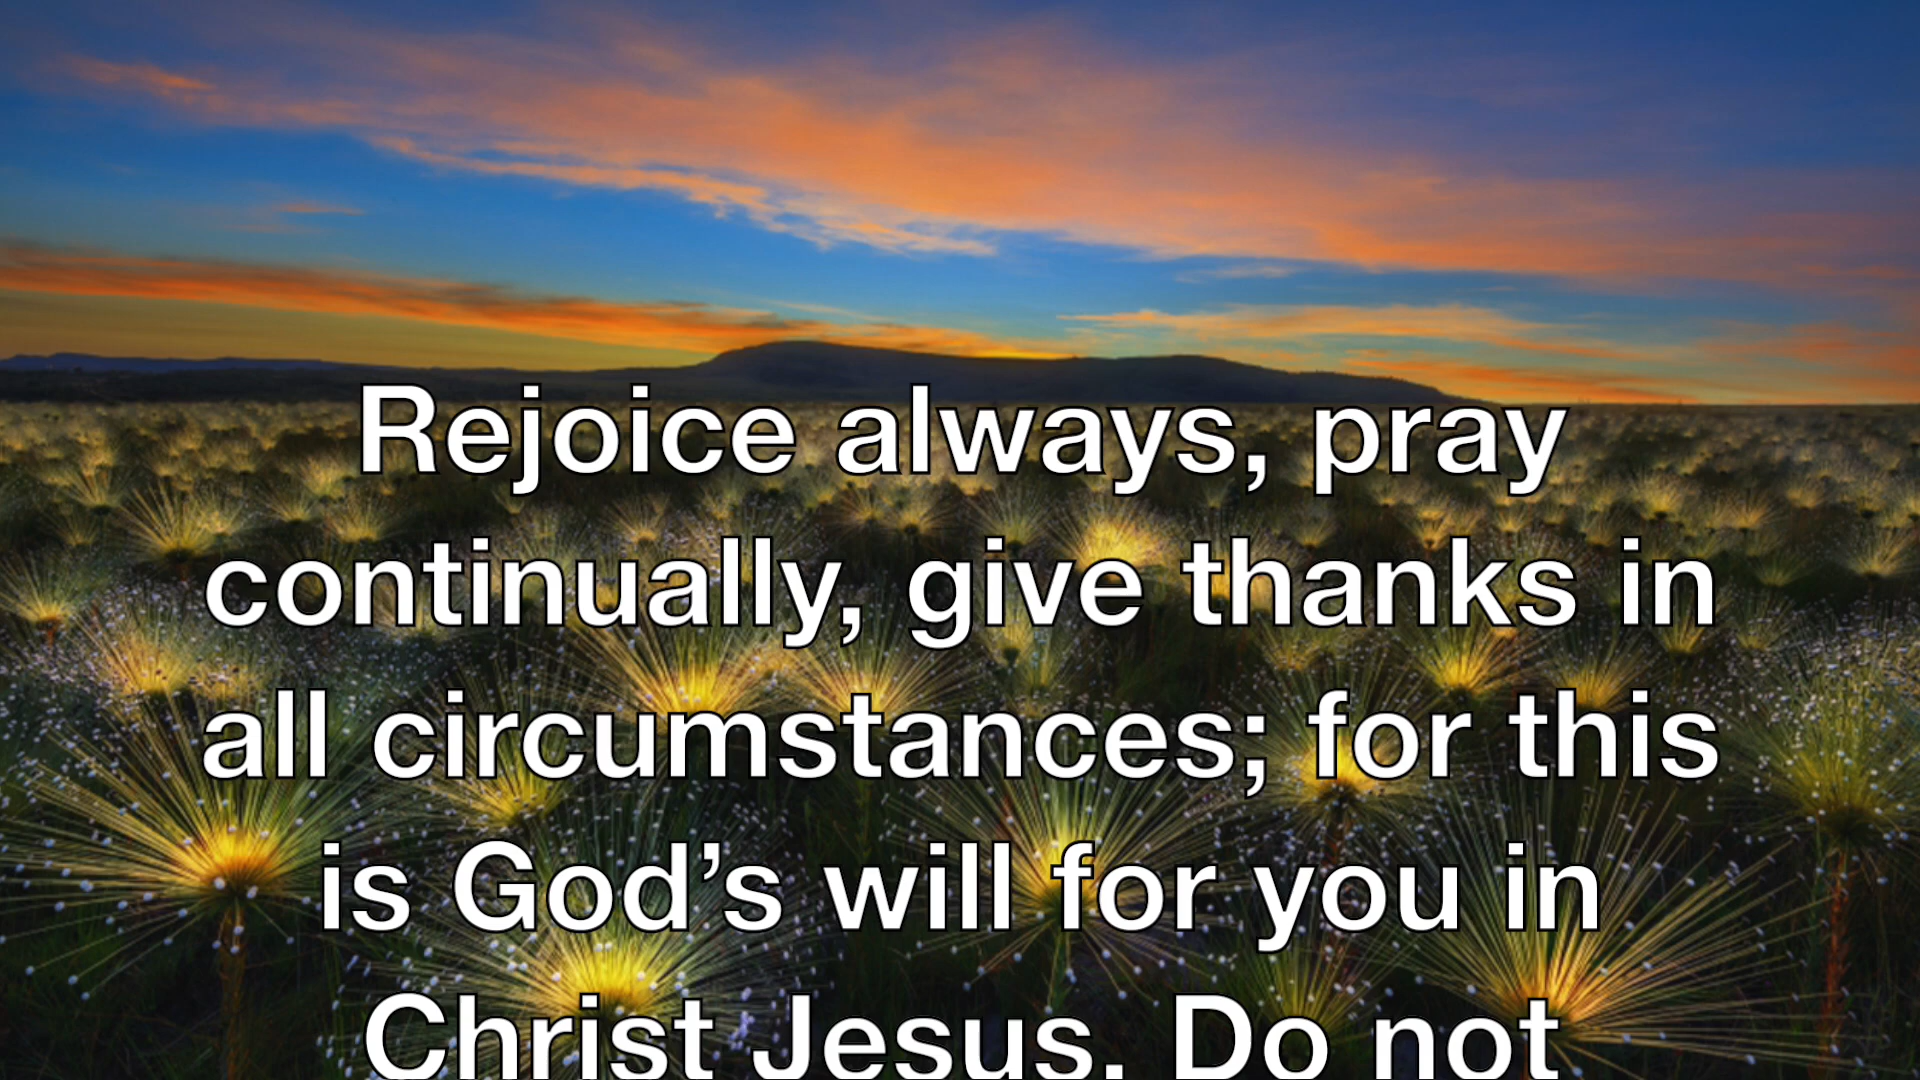 Rejoice always, pray
continually, give thanks in
all circumstances; for this
is God’s will for you in
Christ Jesus. Do not